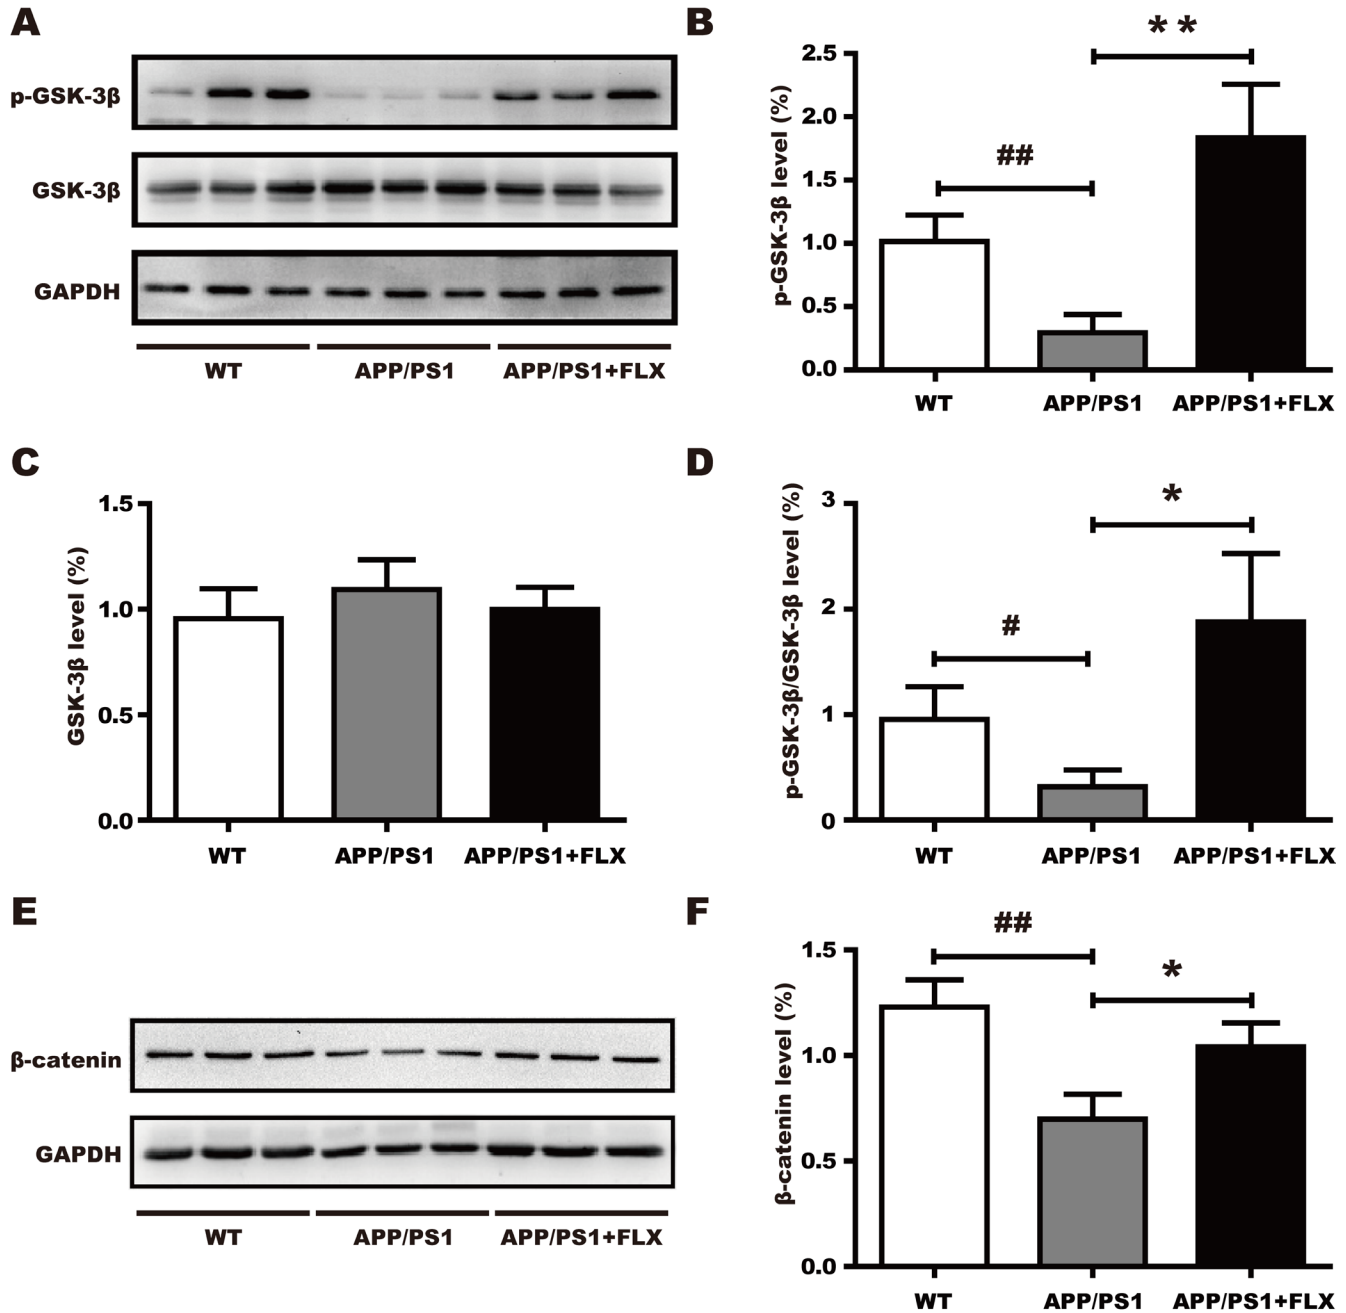 A
p-GSK-3β
GSK-3β
GAPDH
WT APP/PS1 APP/PS1+FLX
B
p-GSK-3β level (%)
2.5
2.0
1.5
1.0
0.5
0.0
* *
##
WT APP/PS1 APP/PS1+FLX
C
GSK-3β level (%)
1.5
1.0
0.5
0.0
WT APP/PS1 APP/PS1+FLX
D
p-GSK-3β/GSK-3β level (%)
3
2
1
0
*
#
WT APP/PS1 APP/PS1+FLX
E
β-catenin
GAPDH
WT APP/PS1 APP/PS1+FLX
F
β-catenin level (%)
1.5
1.0
0.5
0.0
##
*
WT APP/PS1 APP/PS1+FLX